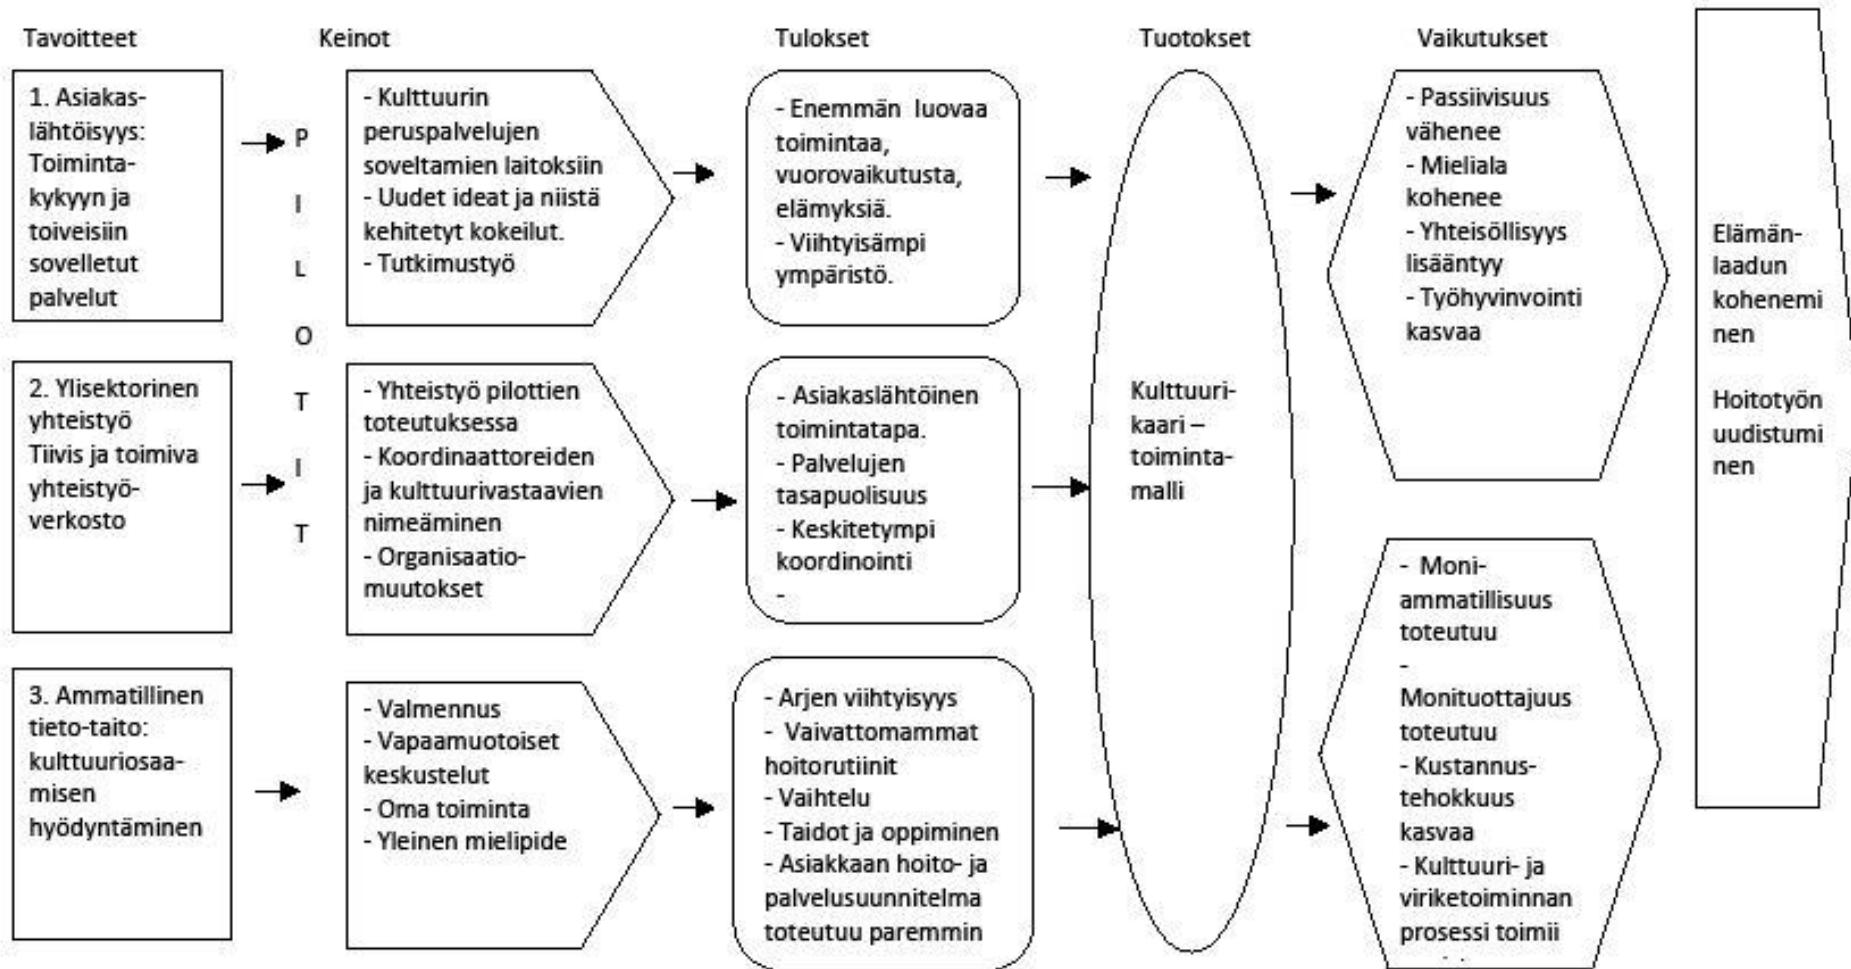 Tavoitteet
Keinot
Tulokset
Tuotokset
Vaikutukset
1. Asiakas-
lähtöisyys:
Toiminta-
kykyyn ja
toiveisiin
sovelletut
palvelut
2. Ylisektorinen
yhteistyö
Tiivis ja toimiva
yhteistyö-
verkosto
3. Ammatillinen
tieto-taito:
kulttuuriosaa-
misen
hyödyntäminen
P
I
L
O
T
I
T
- Kulttuurin
peruspalvelujen
soveltamien laitoksiin
- Uudet ideat ja niistä
kehitetyt kokeilut.
- Tutkimustyö
- Yhteistyö pilottien
toteutuksessa
- Koordinaattoreiden
ja kulttuurivastaavien
nimeäminen
- Organisaatio-
muutokset
- Valmennus
- Vapaamuotoiset
keskustelut
- Oma toiminta
- Yleinen mielipide
- Enemmän luovaa
toimintaa,
vuorovaikutusta,
elämyksiä.
- Viihtyisämpi
ympäristö.
- Asiakaslähtöinen
toimintatapa.
- Palvelujen
tasapuolisuus
- Keskitetympi
koordinointi
-
- Arjen viihtyisyys
- Vaivattomammat
hoitorutiinit
- Vaihtelu
- Taidot ja oppiminen
- Asiakkaan hoito- ja
palvelusuunnitelma
toteutuu paremmin
Kulttuuri-
kaari –
toiminta-
malli
- Passiivisuus
vähenee
- Mieliala
kohenee
- Yhteisöllisyys
lisääntyy
- Työhyvinvointi
kasvaa
- Moni-
ammatillisuus
toteutuu
-
Monituottajuus
toteutuu
- Kustannus-
tehokkuus
kasvaa
- Kulttuuri- ja
viriketoiminnan
prosessi toimii
Elämän-
laadun
kohenemi
nen
Hoitotyön
uudistumi
nen